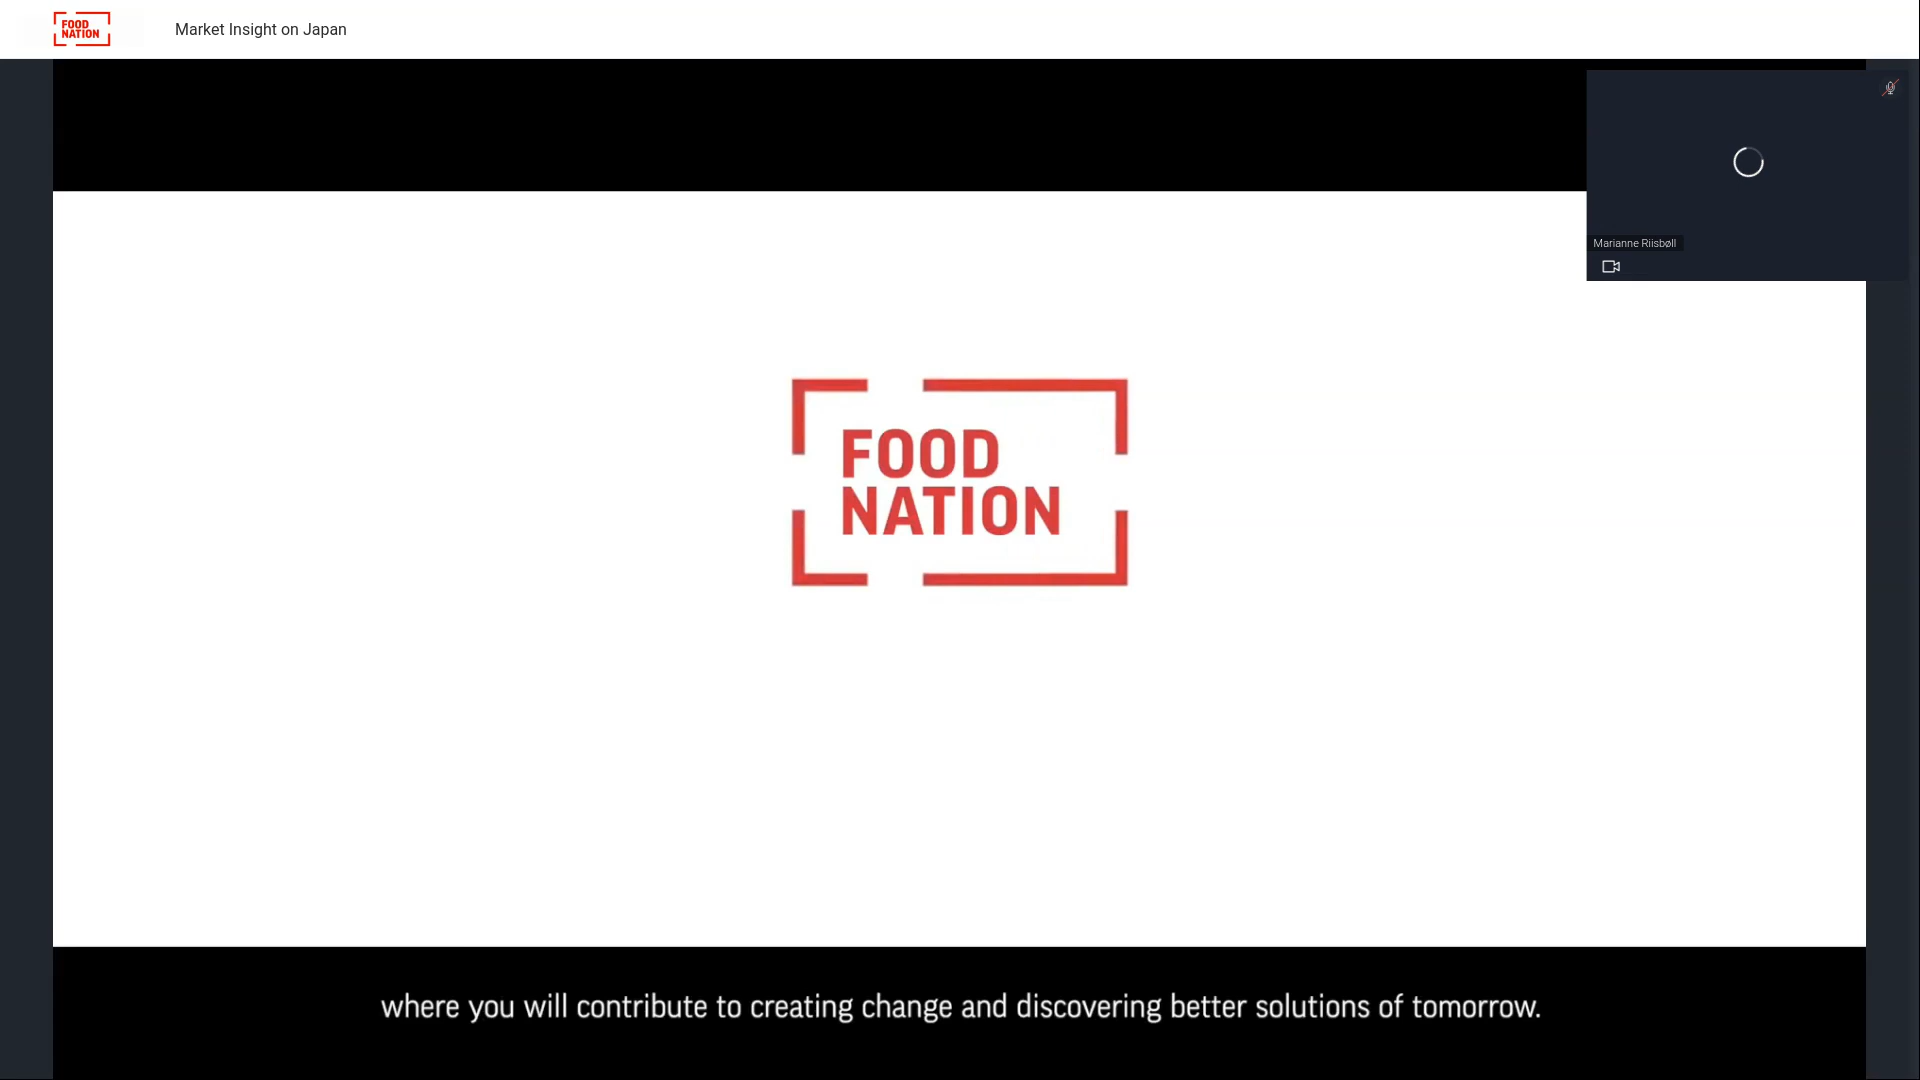 FOOD
NATION
Market Insight on Japan
Marianne Riisbøll
FOOD
NATION
where you will contribute to creating change and discovering better solutions of tomorrow.